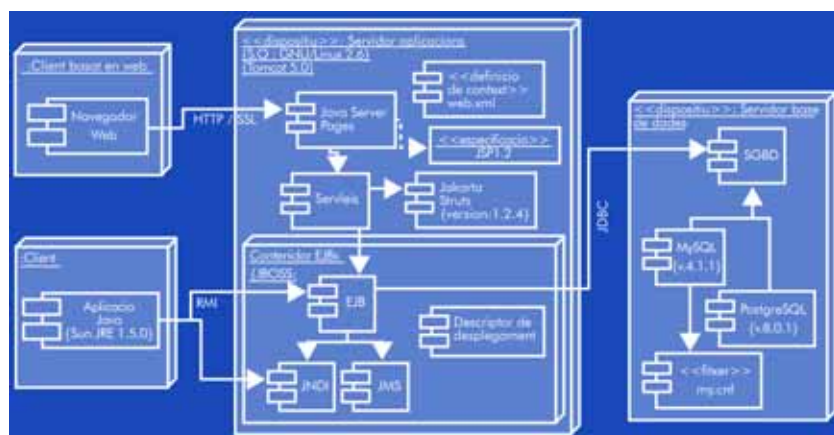 :Client basat en web
Navegador
Web
HTTP / SSL
<<dispositiu>>: Servidor aplicacions
(S.O : GNU/Linux 2.6)
(Tomcat 5.0)
Java Server
Pages
<<definicio
de context>>
web.xml
<<especificació>>
JSP1.2
Servlets
Jakarta
Struts
(version:1.2.4)
Contenidor EJBs
(JBOSS)
EJB
Descriptor de
desplegament
JNDI
JMS
:Client
Aplicacio
Java
(Sun JRE 1.5.0)
RMI
JDBC
<<dispositiu>>: Servidor base
de dades
SGBD
MySQL
(v.4.1.1)
PostgreSQL
(v.8.0.1)
<<fitxer>>
my.cnf